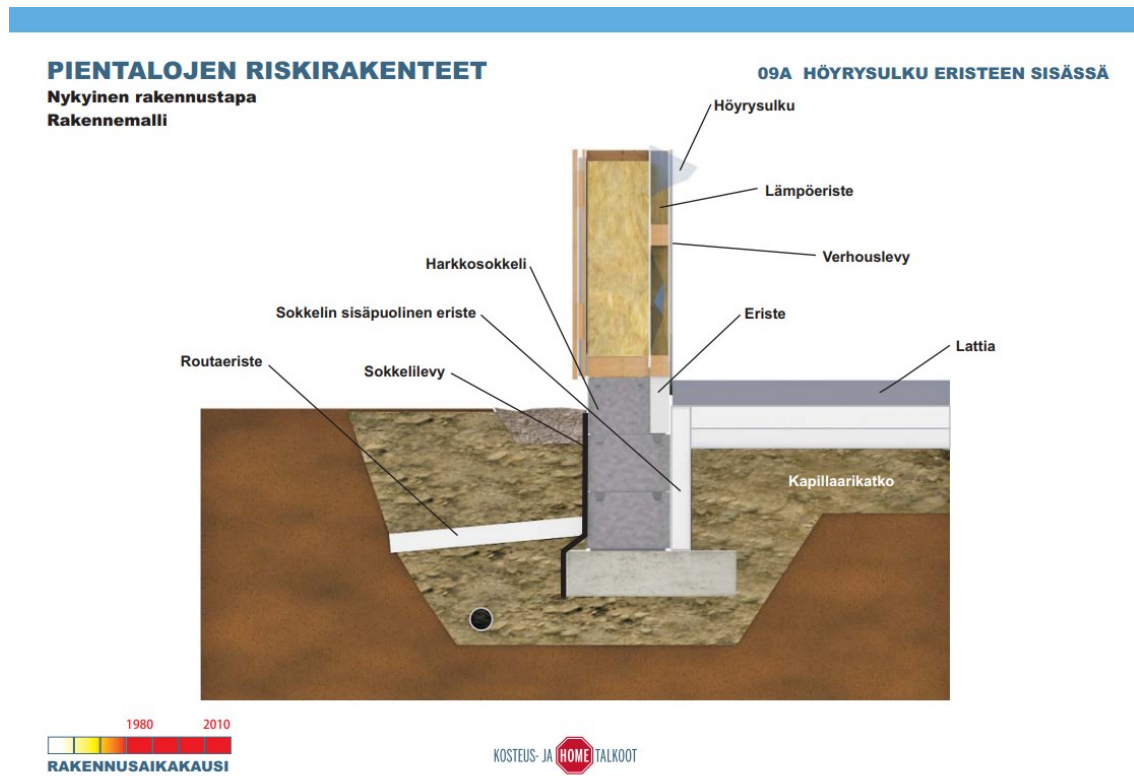 PIENTALOJEN RISKIRAKENTEET
09A HÖYRYSULKU ERISTEEN SISÄSSÄ
Nykyinen rakennustapa
Rakennemalli
Höyrysulku
Lämpöeriste
Verhouslevy
Harkkosokkeli
Sokkelin sisäpuolinen eriste
Eriste
Routaeriste
Sokkelilevy
Lattia
Kapillaarikatko
1980 2010
RAKENNUSAIKAKAUSI
KOSTEUS- JA HOME TALKOOT